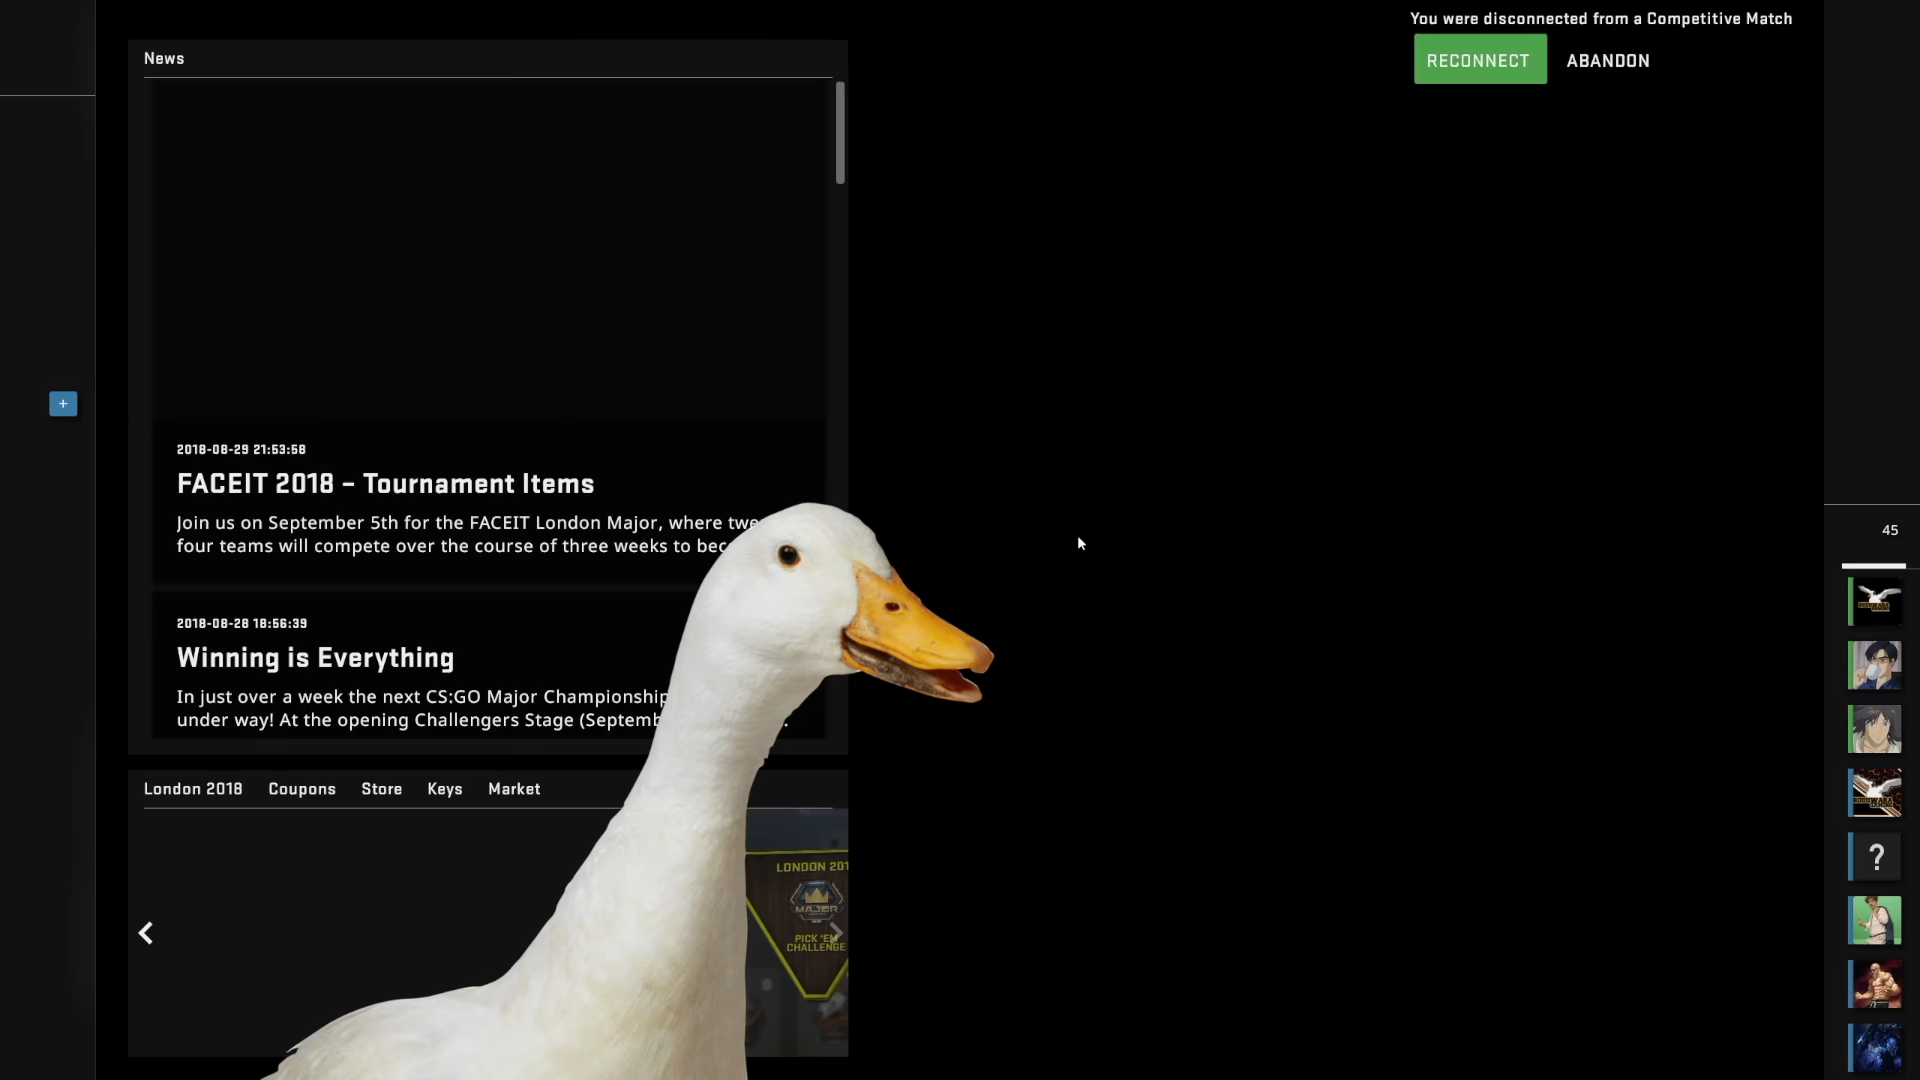 You were disconnected from a Competitive Match
RECONNECT ABANDON
News
2018-08-29 21:53:58
FACEIT 2018 – Tournament Items
Join us on September 5th for the FACEIT London Major, where
four teams will compete over the course of three weeks to
2018-08-28 18:56:39
Winning is Everything
In just over a week the next CS:GO Major Championship
under way! At the opening Challengers Stage
London 2018 Coupons Store Keys Market
LONDON 201
MAJOR
PICK 'EM
CHALLENGE
+
45
?